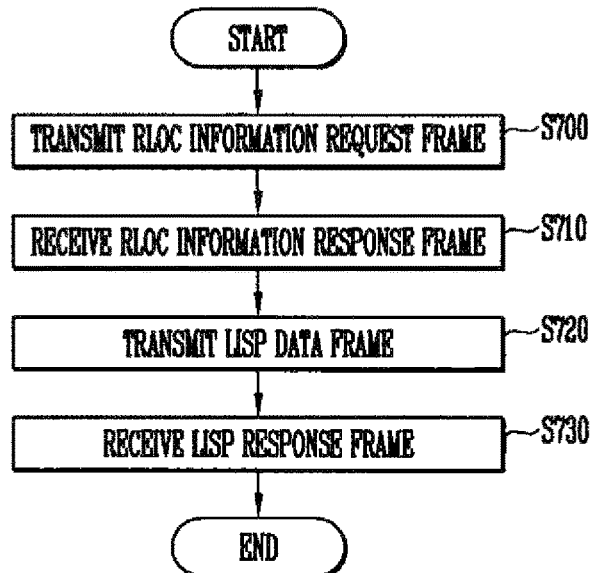 START
TRANSMIT RLOC INFORMATION REQUEST FRAME
S700
RECEIVE RLOC INFORMATION RESPONSE FRAME
S710
TRANSMIT LISP DATA FRAME
S720
RECEIVE LISP RESPONSE FRAME
S730
END